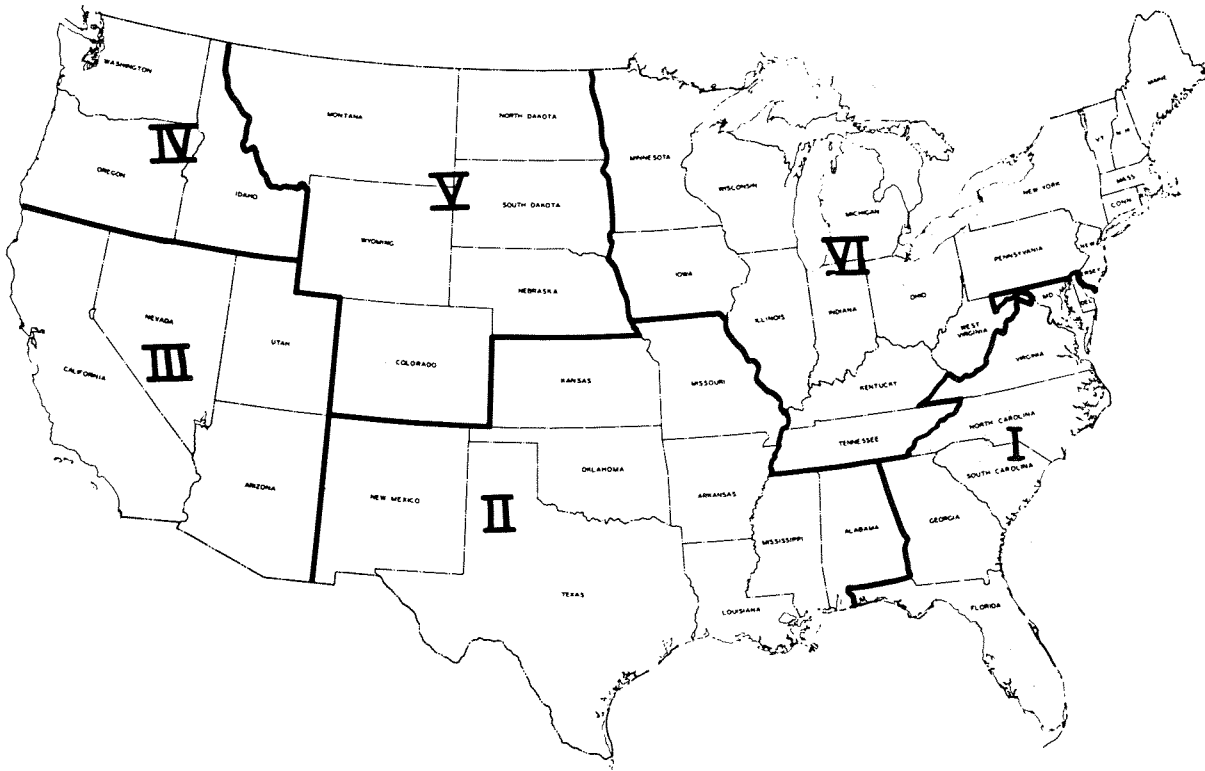 WASHINGTON
MONTANA
NORTH DAKOTA
MINNESOTA
MAINE
IV
OREGON
IDAHO
V
SOUTH DAKOTA
WYOMING
WISCONSIN
MICHIGAN
VT
N H
NEW YORK
MASS
CONN
VI
PENNSYLVANIA
NEW
JERSEY
NEBRASKA
IOWA
ILLINOIS
INDIANA
OHIO
MD
DEL
WEST
VIRGINIA
VIRGINIA
NEVADA
UTAH
COLORADO
III
CALIFORNIA
KANSAS
MISSOURI
KENTUCKY
TENNESSEE
NORTH CAROLINA
I
SOUTH CAROLINA
ARIZONA
NEW MEXICO
OKLAHOMA
ARKANSAS
II
MISSISSIPPI
ALABAMA
GEORGIA
TEXAS
LOUISIANA
FLORIDA